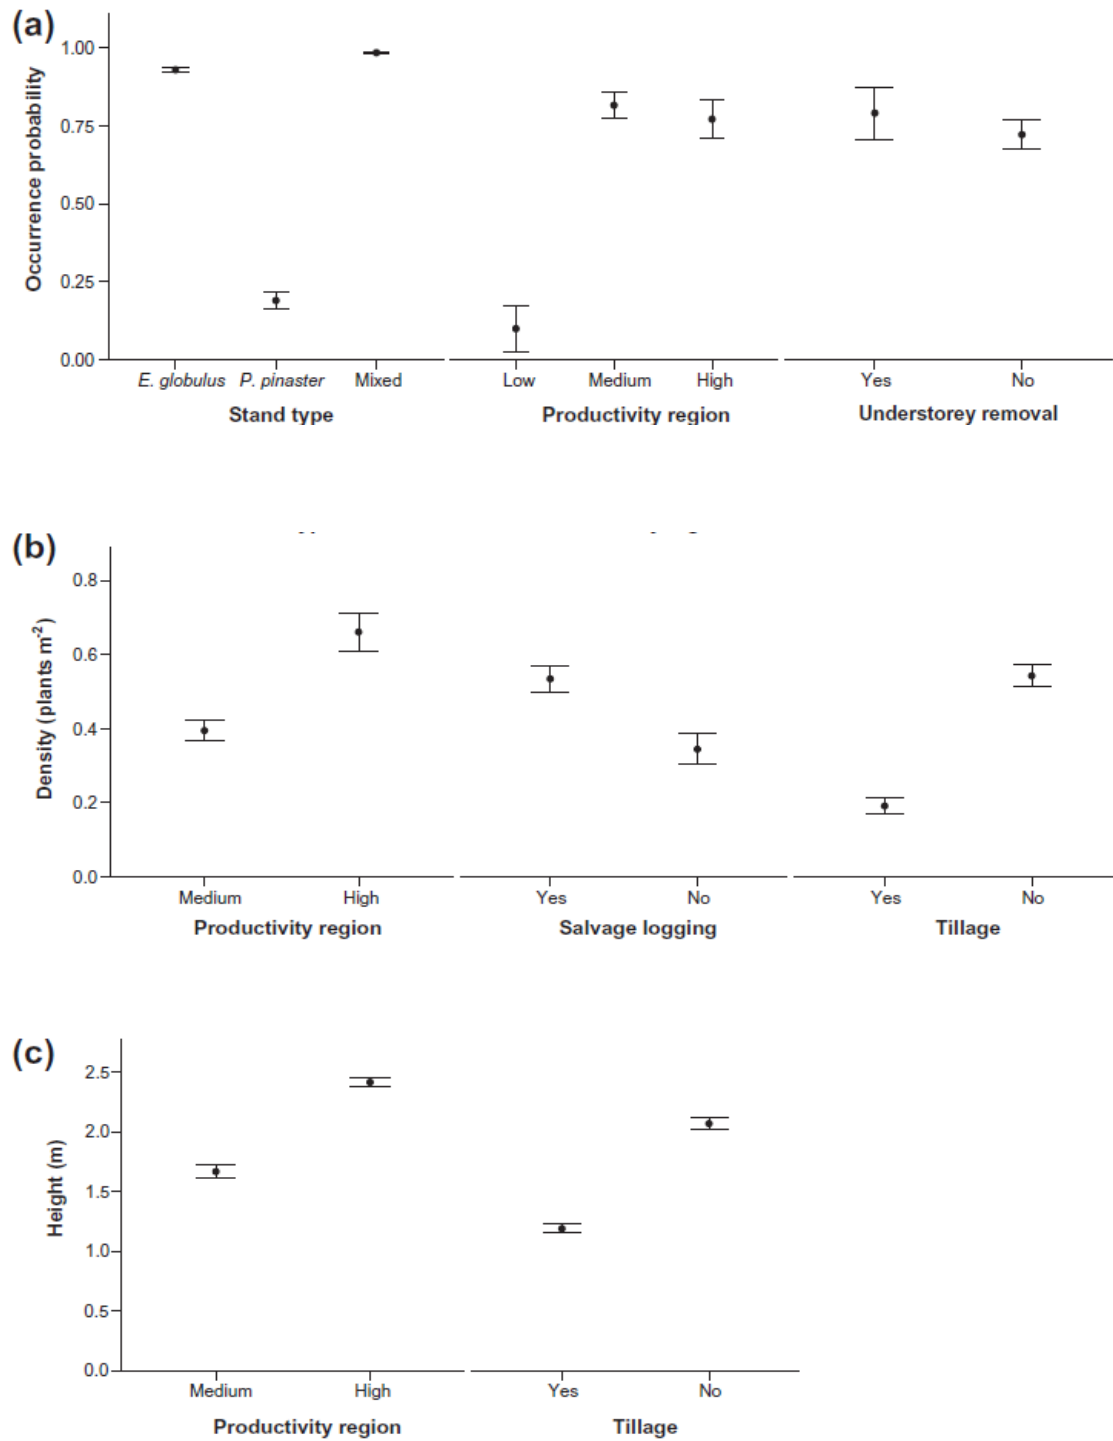 (a)
Occurrence probability
1.00
0.75
0.50
0.25
0.00
E. globulus P. pinaster Mixed Low Medium High Yes No
Stand type Productivity region Understorey removal
(b)
Density (plants m-2)
0.8
0.6
0.4
0.2
0.0
Medium High Yes No Yes No
Productivity region Salvage logging Tillage
(c)
Height (m)
2.5
2.0
1.5
1.0
0.5
0.0
Medium High Yes No
Productivity region Tillage